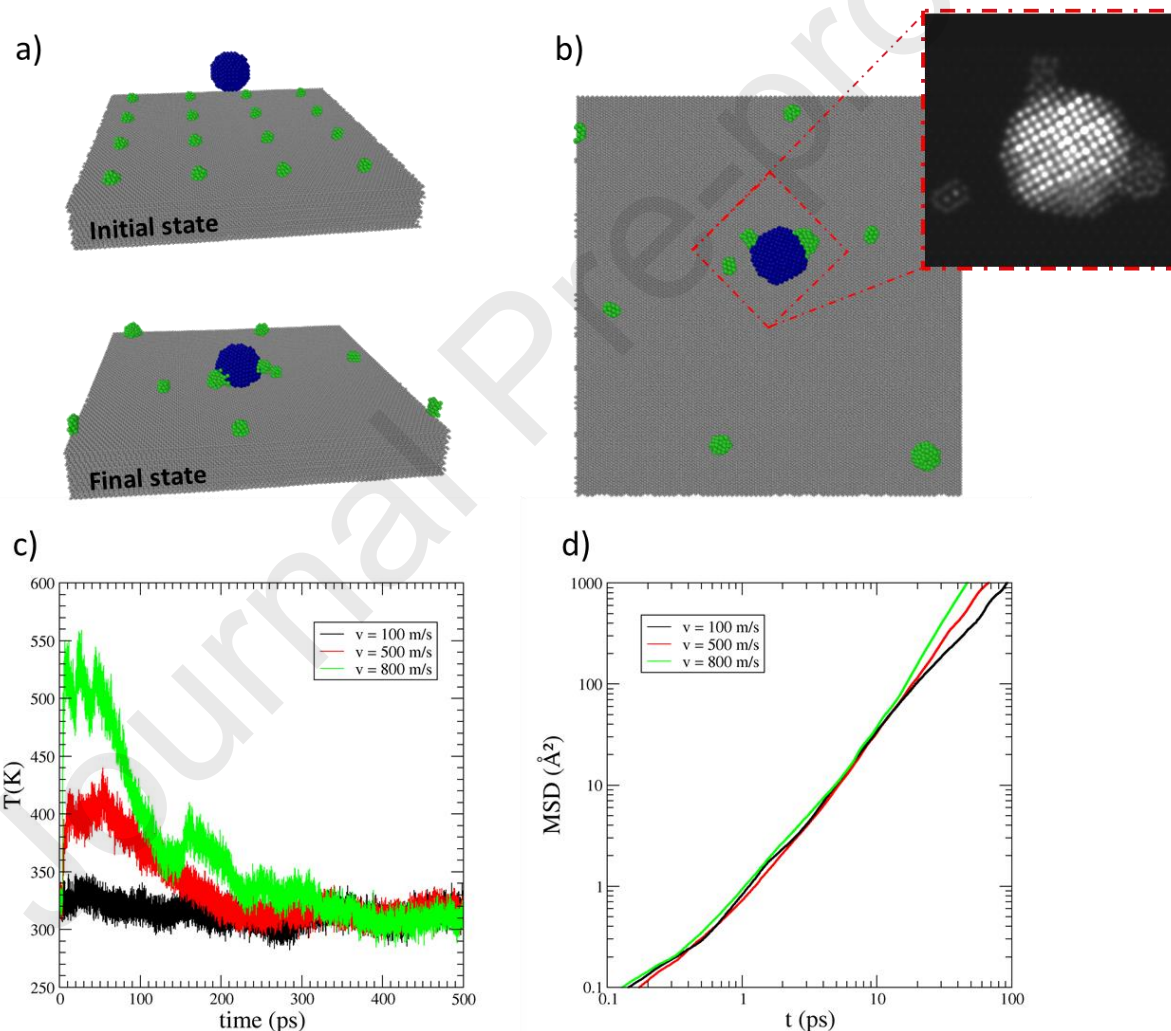 a)
Initial state
Final state
b)
c)
600
550
500
450
400
350
300
250
T(K)
0
100
200
300
400
500
time (ps)
v = 100 m/s
v = 500 m/s
v = 800 m/s
d)
1000
100
10
1
0.1
MSD (Å²)
0.1
1
10
100
t (ps)
v = 100 m/s
v = 500 m/s
v = 800 m/s
Journal Pre-pro